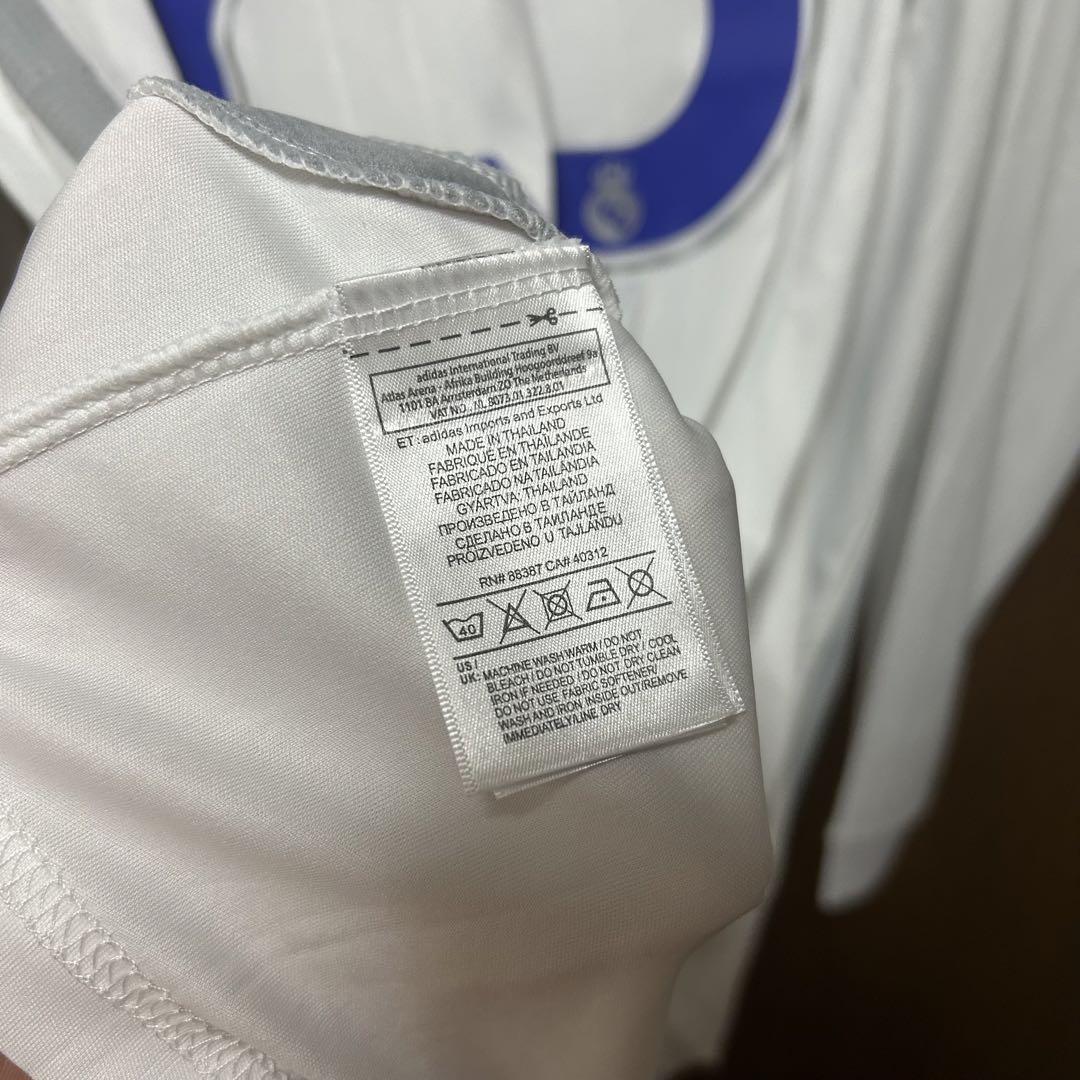 adidas International Trading BV
Atlas Arena - Afrika Building Hoogoorddreef 9a
1101 BA Amsterdam ZO The Netherlands
VAT NO. NL 8073.01.322.B.01
ET: adidas Imports and Exports Ltd
MADE IN THAILAND
FABRIQUÉ EN THAÏLANDE
FABRICADO EN TAILANDIA
FABRICADO NA TAILÂNDIA
GYÁRTVA: THAILAND
ПРОИЗВЕДЕНО В ТАЙЛАНД
СДЕЛАНО В ТАИЛАНДЕ
PROIZVEDENO U TAJLANDU
RN# 88387 CA# 40312
40
US / UK: MACHINE WASH WARM / DO NOT
BLEACH / DO NOT TUMBLE DRY / COOL
IRON IF NEEDED / DO NOT DRY CLEAN
DO NOT USE FABRIC SOFTENER/
WASH AND IRON INSIDE OUT/REMOVE
IMMEDIATELY/LINE DRY